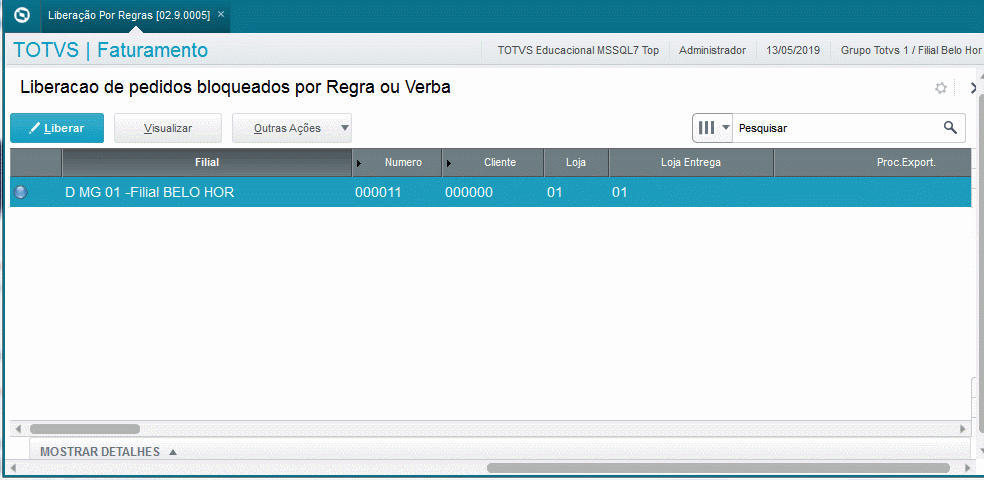 Liberação Por Regras [02.9.0005] ×
TOTVS | Faturamento
TOTVS Educacional MSSQL7 Top Administrador 13/05/2019 Grupo Totvs 1 / Filial Belo Hor
Liberacao de pedidos bloqueados por Regra ou Verba
Liberar Visualizar Outras Ações Pesquisar
Filial Numero Cliente Loja Loja Entrega Proc.Export.
D MG 01 -Filial BELO HOR 000011 000000 01 01
MOSTRAR DETALHES